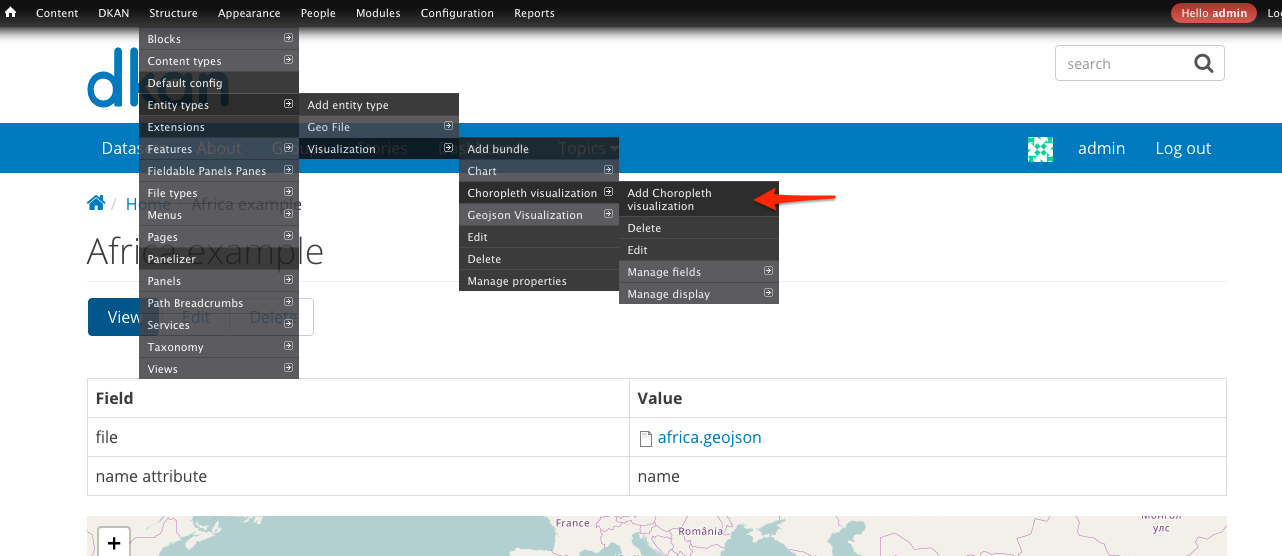 Content DKAN Structure Appearance People Modules Configuration Reports Hello admin Lo
Blocks
Content types
Default config
Entity types
Extensions
Features
Fieldable Panels Panes
File types
Menus
Pages
Panelizer
Panels
Path Breadcrumbs
Services
Taxonomy
Views
Add entity type
Geo File
Visualization
Add bundle
Chart
Choropleth visualization
Geojson Visualization
Edit
Delete
Manage properties
Add Choropleth
visualization
Delete
Edit
Manage fields
Manage display
dkan
search
About Topics admin Log out
Home Africa example
Africa example
View Edit Delete
Field Value
file africa.geojson
name attribute name
+
France
România
Монгол
улс